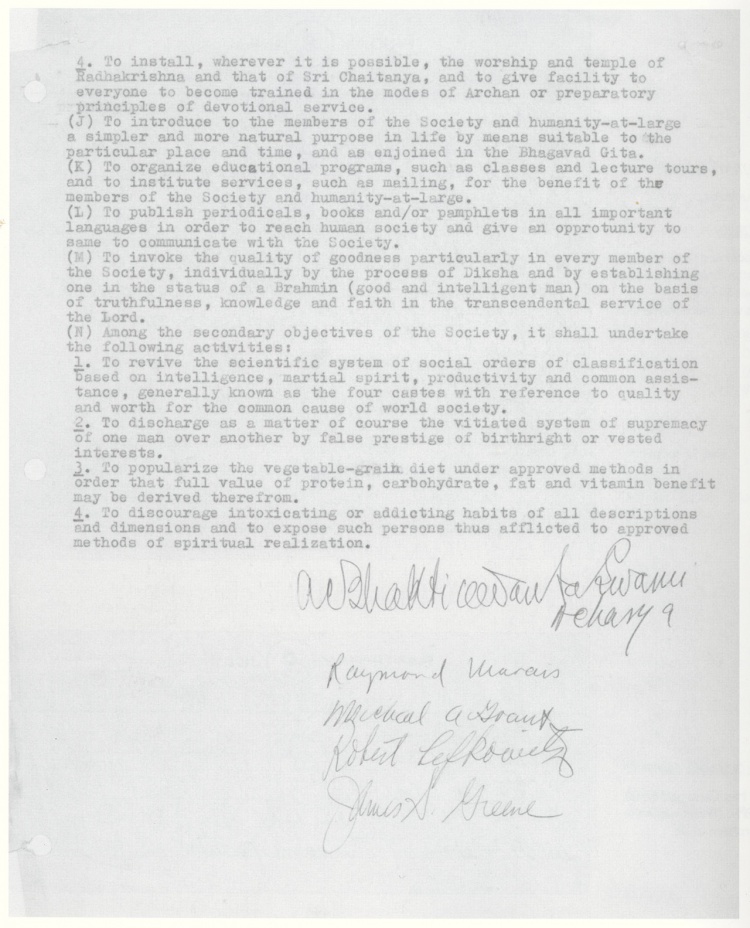 4. To install, wherever it is possible, the worship and temple of
Radhakrishna and that of Sri Chaitanya, and to give facility to
everyone to become trained in the modes of Archan or preparatory
principles of devotional service.
(J) To introduce to the members of the Society and humanity-at-large
a simpler and more natural purpose in life by means suitable to the
particular place and time, and as enjoined in the Bhagavad Gita.
(K) To organize educational programs, such as classes and lecture tours,
and to institute services, such as mailing, for the benefit of the
members of the Society and humanity-at-large.
(L) To publish periodicals, books and/or pamphlets in all important
languages in order to reach human society and give an opprotunity to
same to communicate with the Society.
(M) To invoke the quality of goodness particularly in every member of
the Society, individually by the process of Diksha and by establishing
one in the status of a Brahmin (good and intelligent man) on the basis
of truthfulness, knowledge and faith in the transcendental service of
the Lord.
(N) Among the secondary objectives of the Society, it shall undertake
the following activities:
1. To revive the scientific system of social orders of classification
based on intelligence, martial spirit, productivity and common assis-
tance, generally known as the four castes with reference to quality
and worth for the common cause of world society.
2. To discharge as a matter of course the vitiated system of supremacy
of one man over another by false prestige of birthright or vested
interests.
3. To popularize the vegetable-grain diet under approved methods in
order that full value of protein, carbohydrate, fat and vitamin benefit
may be derived therefrom.
4. To discourage intoxicating or addicting habits of all descriptions
and dimensions and to expose such persons thus afflicted to approved
methods of spiritual realization.
ACBhaktivedanta Swami
Acharya
Raymond Marais
Michael A Grant
Robert Lefkowitz
James S. Greene